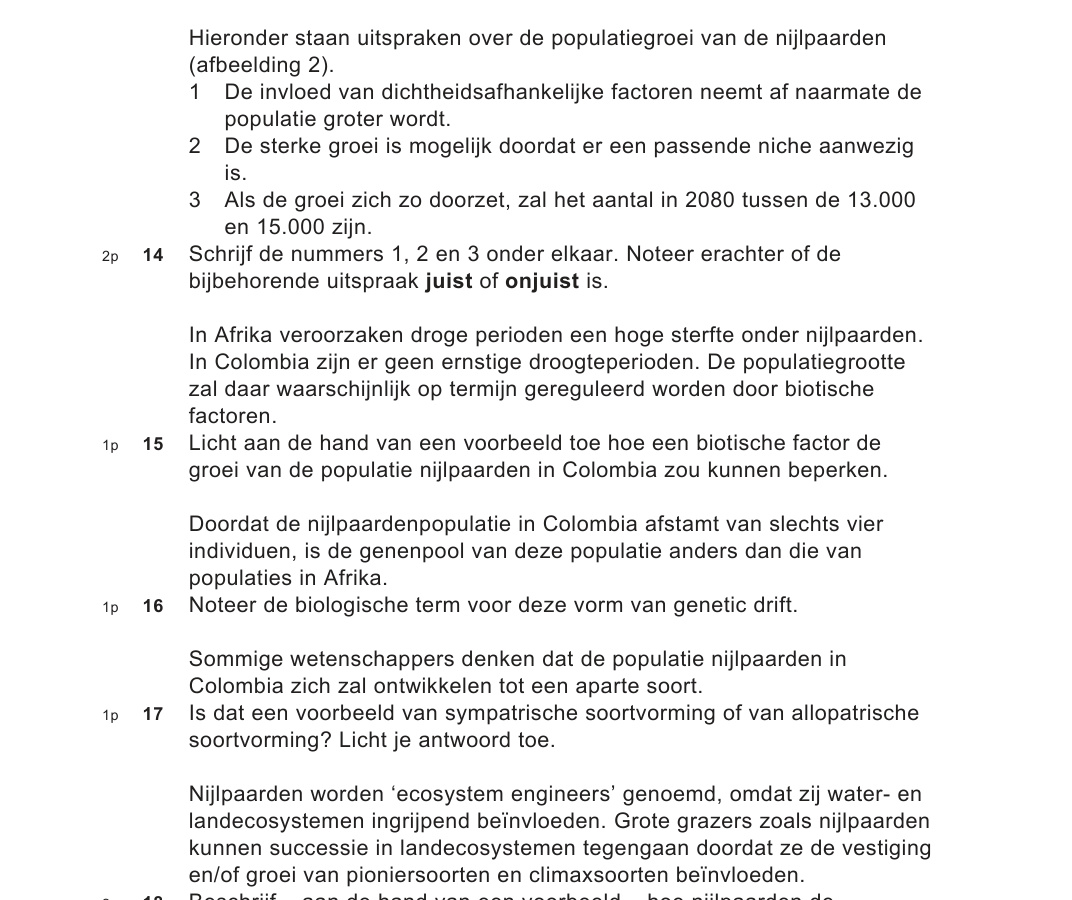 Hieronder staan uitspraken over de populatiegroei van de nijlpaarden
(afbeelding 2).
1 De invloed van dichtheidsafhankelijke factoren neemt af naarmate de
populatie groter wordt.
2 De sterke groei is mogelijk doordat er een passende niche aanwezig
is.
3 Als de groei zich zo doorzet, zal het aantal in 2080 tussen de 13.000
en 15.000 zijn.
2p 14 Schrijf de nummers 1, 2 en 3 onder elkaar. Noteer erachter of de
bijbehorende uitspraak juist of onjuist is.
In Afrika veroorzaken droge perioden een hoge sterfte onder nijlpaarden.
In Colombia zijn er geen ernstige droogteperioden. De populatiegrootte
zal daar waarschijnlijk op termijn gereguleerd worden door biotische
factoren.
1p 15 Licht aan de hand van een voorbeeld toe hoe een biotische factor de
groei van de populatie nijlpaarden in Colombia zou kunnen beperken.
Doordat de nijlpaardenpopulatie in Colombia afstamt van slechts vier
individuen, is de genenpool van deze populatie anders dan die van
populaties in Afrika.
1p 16 Noteer de biologische term voor deze vorm van genetic drift.
Sommige wetenschappers denken dat de populatie nijlpaarden in
Colombia zich zal ontwikkelen tot een aparte soort.
1p 17 Is dat een voorbeeld van sympatrische soortvorming of van allopatrische
soortvorming? Licht je antwoord toe.
Nijlpaarden worden ‘ecosystem engineers’ genoemd, omdat zij water- en
landecosystemen ingrijpend beïnvloeden. Grote grazers zoals nijlpaarden
kunnen successie in landecosystemen tegengaan doordat ze de vestiging
en/of groei van pioniersoorten en climaxsoorten beïnvloeden.
18 Beschrijf – aan de hand van een voorbeeld – hoe nijlpaarden de